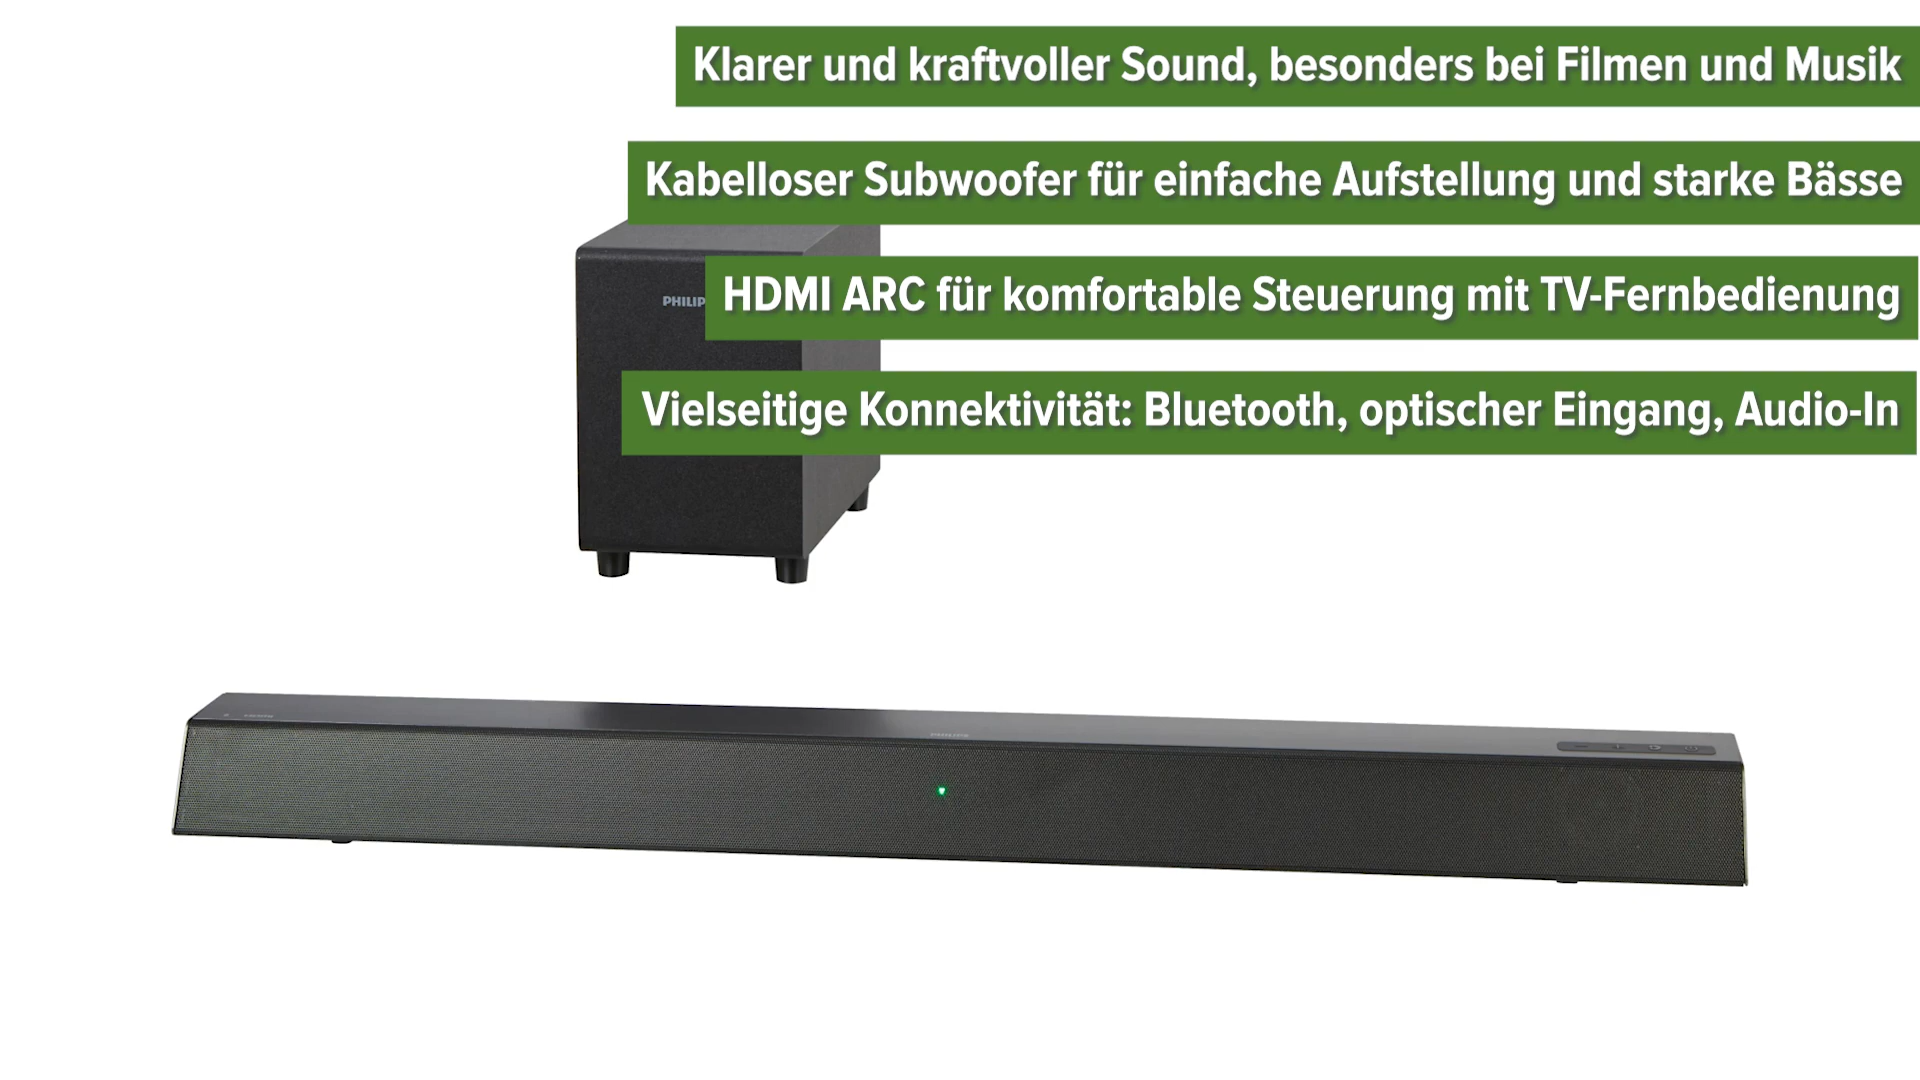 Klarer und kraftvoller Sound, besonders bei Filmen und Musik
Kabelloser Subwoofer für einfache Aufstellung und starke Bässe
PHILIP
HDMI ARC für komfortable Steuerung mit TV-Fernbedienung
Vielseitige Konnektivität: Bluetooth, optischer Eingang, Audio-In